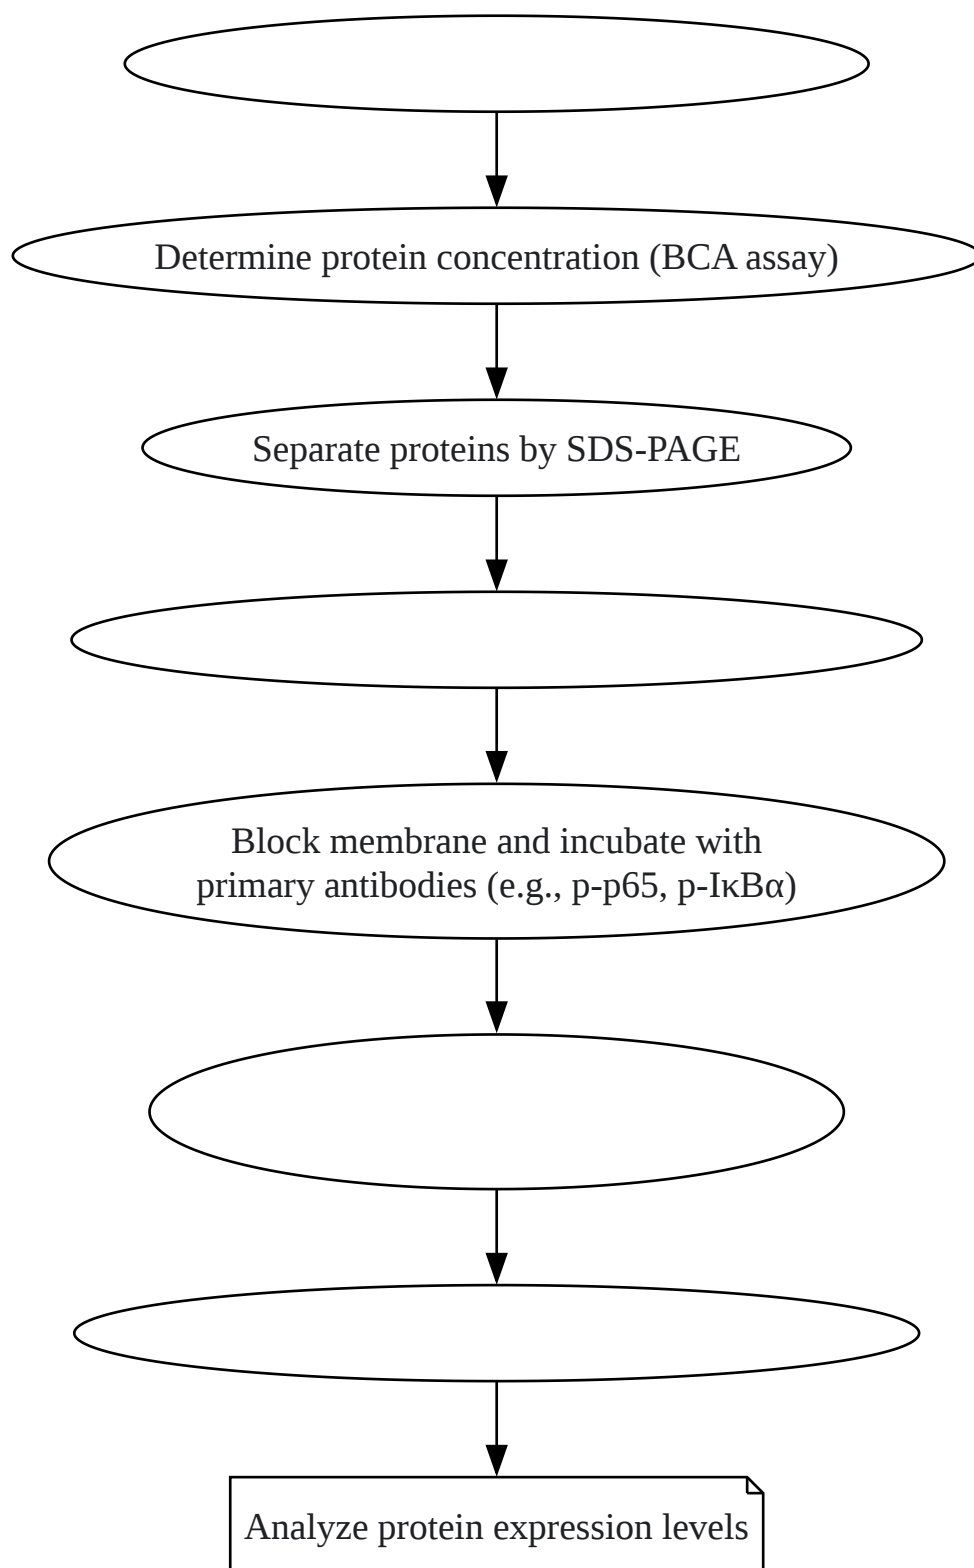 Determine protein concentration (BCA assay)
Separate proteins by SDS-PAGE
Block membrane and incubate with
primary antibodies (e.g., p-p65, p-IκBα)
Analyze protein expression levels